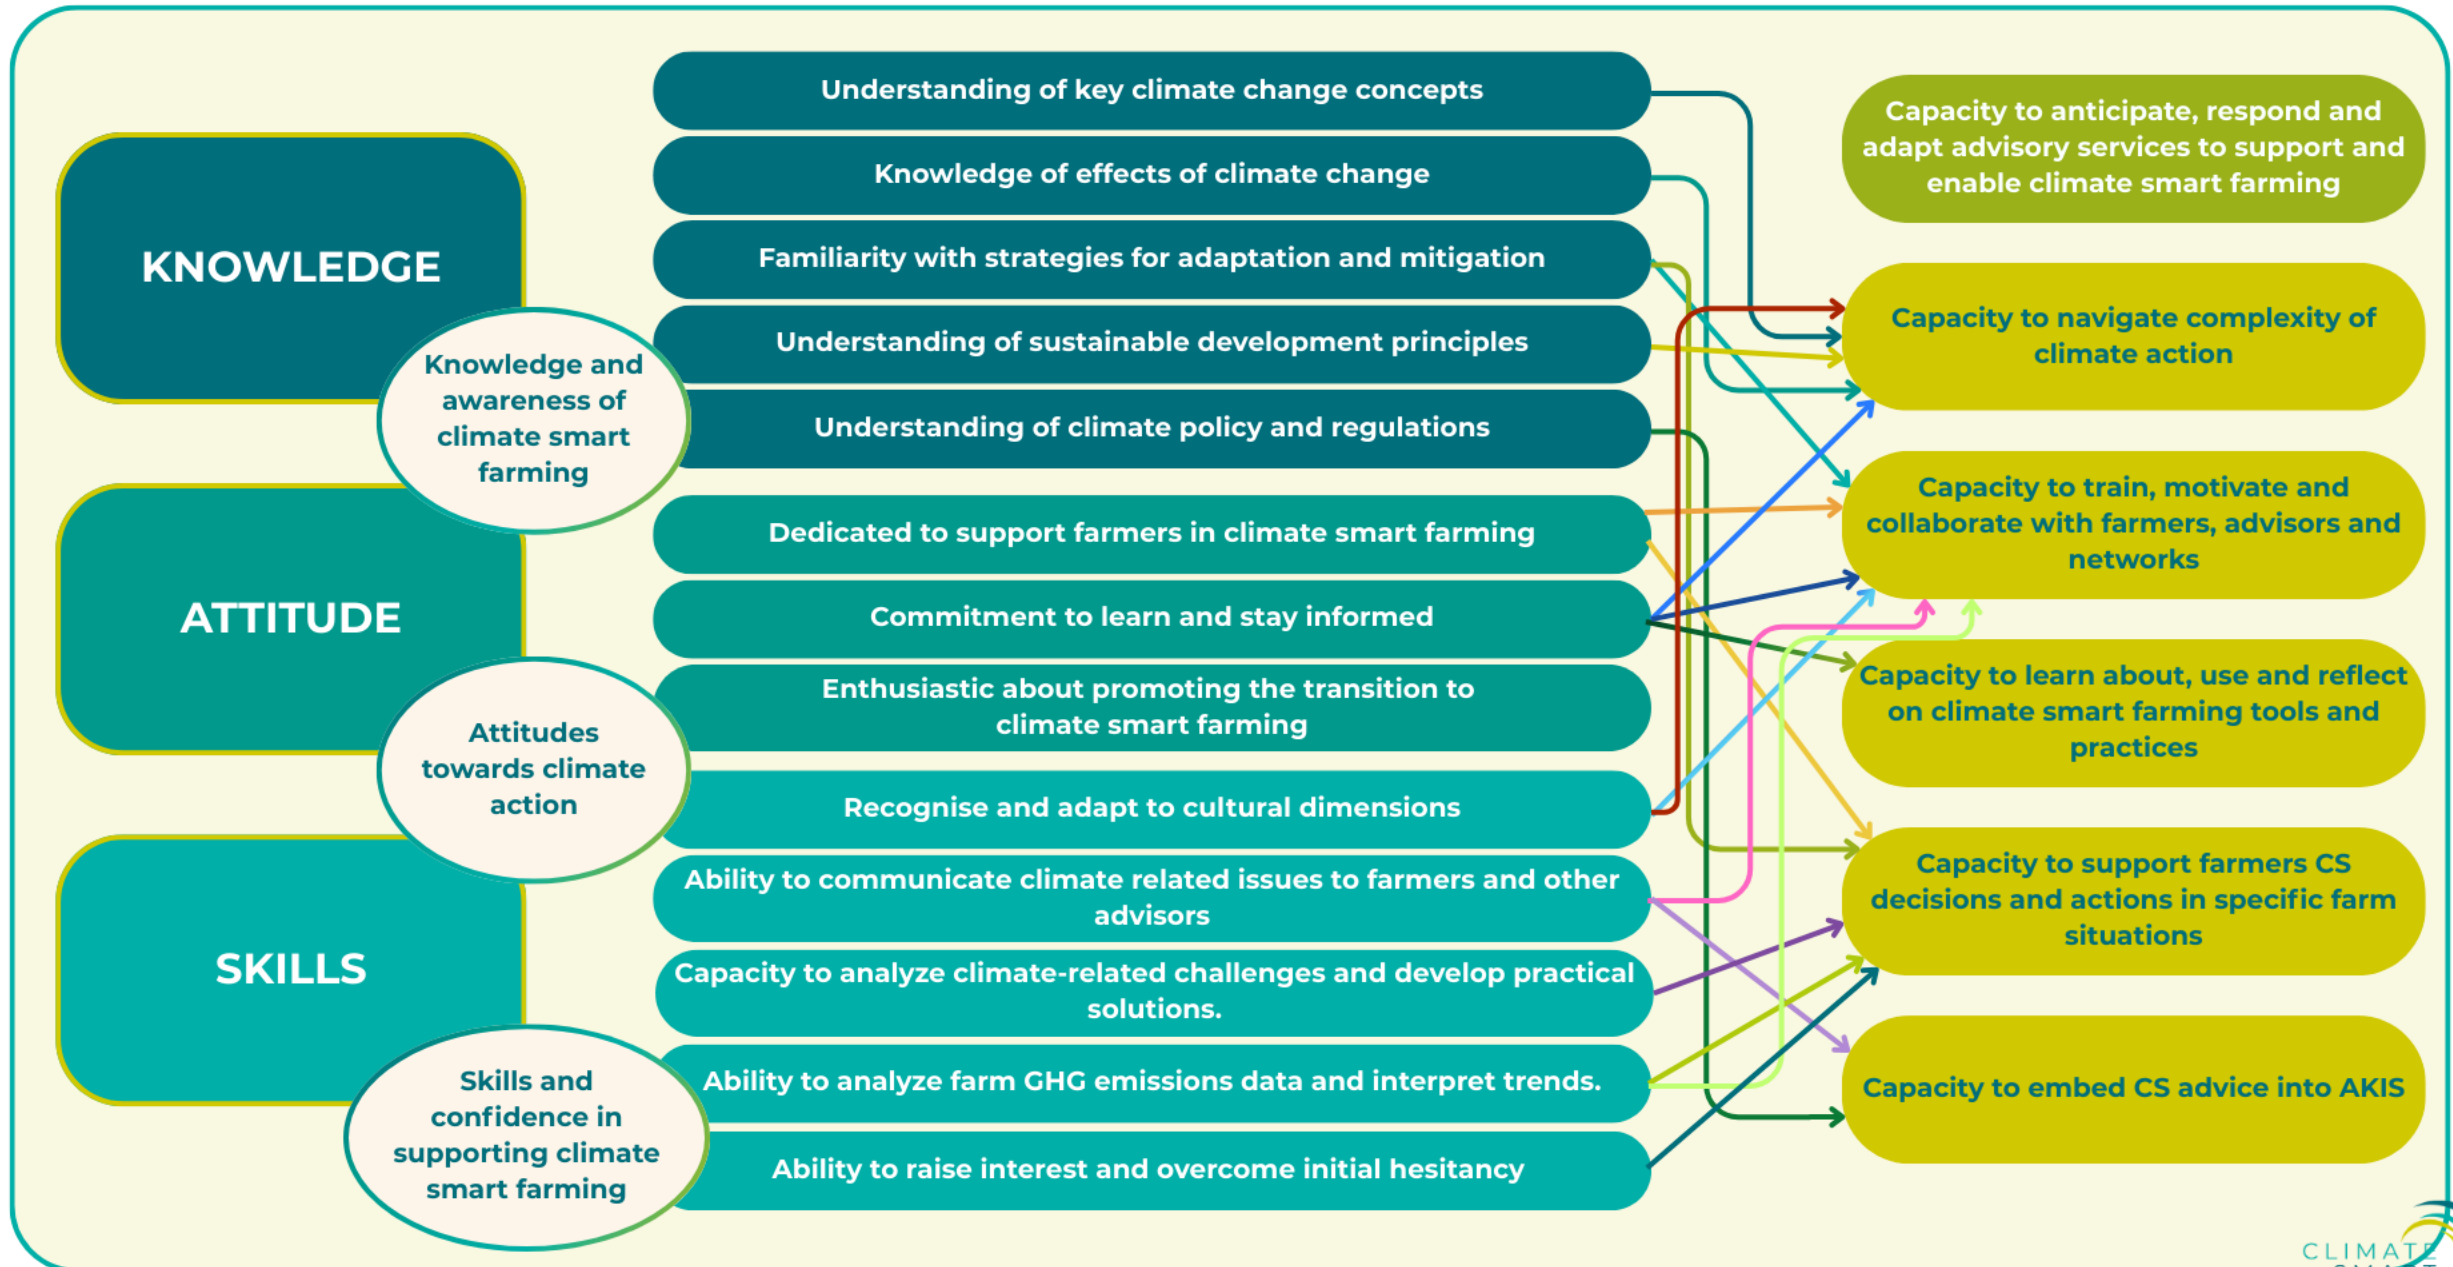 KNOWLEDGE
Knowledge and
awareness of
climate smart
farming
ATTITUDE
Attitudes
towards climate
action
SKILLS
Skills and
confidence in
supporting climate
smart farming
Understanding of key climate change concepts
Knowledge of effects of climate change
Familiarity with strategies for adaptation and mitigation
Understanding of sustainable development principles
Understanding of climate policy and regulations
Dedicated to support farmers in climate smart farming
Commitment to learn and stay informed
Enthusiastic about promoting the transition to
climate smart farming
Recognise and adapt to cultural dimensions
Ability to communicate climate related issues to farmers and other
advisors
Capacity to analyze climate-related challenges and develop practical
solutions.
Ability to analyze farm GHG emissions data and interpret trends.
Ability to raise interest and overcome initial hesitancy
Capacity to anticipate, respond and
adapt advisory services to support and
enable climate smart farming
Capacity to navigate complexity of
climate action
Capacity to train, motivate and
collaborate with farmers, advisors and
networks
Capacity to learn about, use and reflect
on climate smart farming tools and
practices
Capacity to support farmers CS
decisions and actions in specific farm
situations
Capacity to embed CS advice into AKIS
CLIMATE